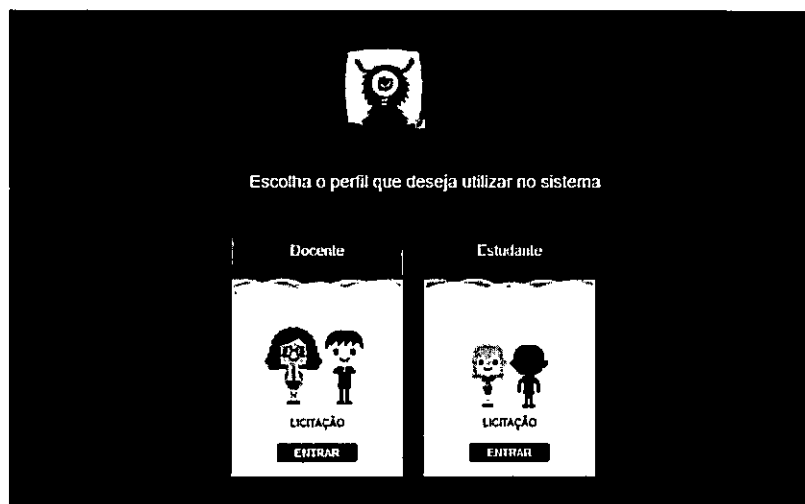 Escolha o perfil que deseja utilizar no sistema
Docente
Estudante
LICITAÇÃO
LICITAÇÃO
ENTRAR
ENTRAR